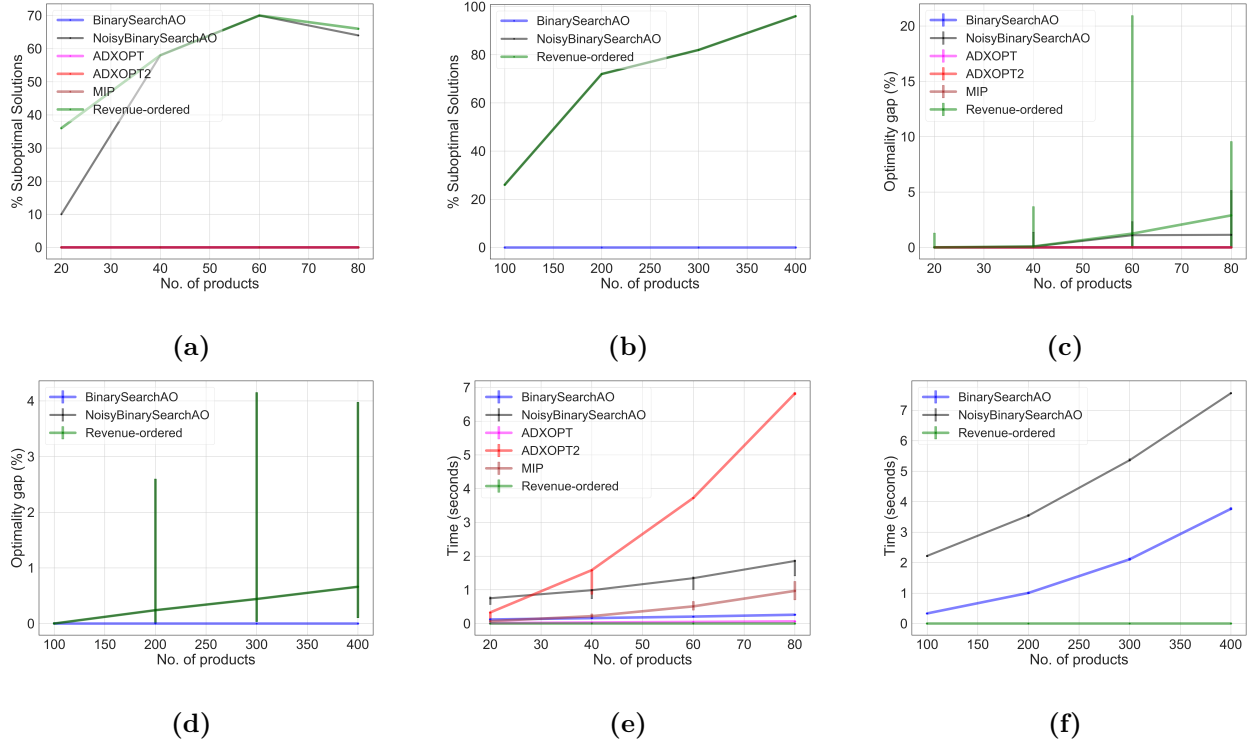 70
60
50
40
30
20
10
0
% Suboptimal Solutions
BinarySearchAO
NoisyBinarySearchAO
ADXOPT
ADXOPT2
MIP
Revenue-ordered
20 30 40 50 60 70 80
No. of products
(a)
100
80
60
40
20
0
% Suboptimal Solutions
BinarySearchAO
NoisyBinarySearchAO
Revenue-ordered
100 150 200 250 300 350 400
No. of products
(b)
20
15
10
5
0
Optimality gap (%)
BinarySearchAO
NoisyBinarySearchAO
ADXOPT
ADXOPT2
MIP
Revenue-ordered
20 30 40 50 60 70 80
No. of products
(c)
4
3
2
1
0
Optimality gap (%)
BinarySearchAO
NoisyBinarySearchAO
Revenue-ordered
100 150 200 250 300 350 400
No. of products
(d)
7
6
5
4
3
2
1
0
Time (seconds)
BinarySearchAO
NoisyBinarySearchAO
ADXOPT
ADXOPT2
MIP
Revenue-ordered
20 30 40 50 60 70 80
No. of products
(e)
7
6
5
4
3
2
1
0
Time (seconds)
BinarySearchAO
NoisyBinarySearchAO
Revenue-ordered
100 150 200 250 300 350 400
No. of products
(f)